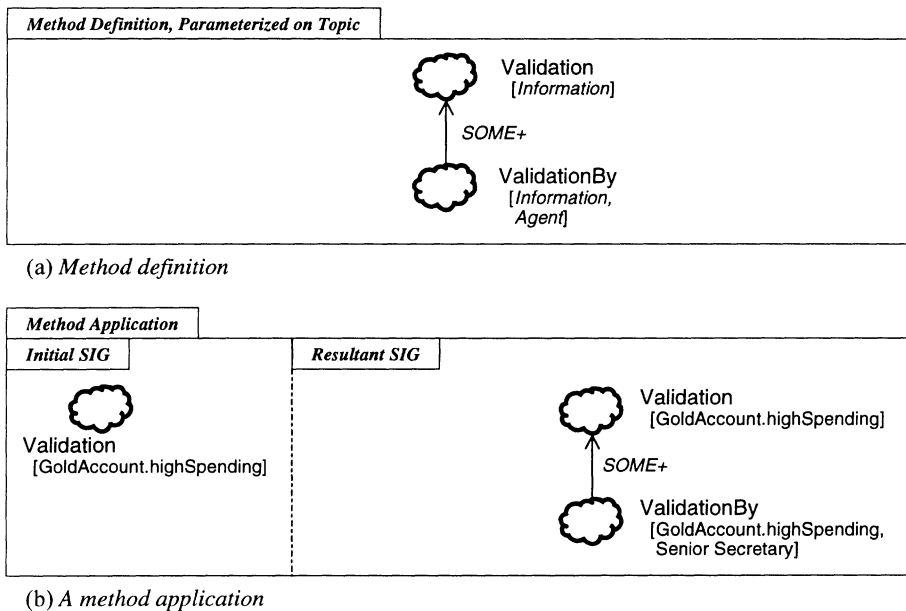 Method Definition, Parameterized on Topic
Validation
[Information]
SOME+
ValidationBy
[Information,
Agent]
(a) Method definition
Method Application
Initial SIG
Resultant SIG
Validation
[GoldAccount.highSpending]
Validation
[GoldAccount.highSpending]
SOME+
ValidationBy
[GoldAccount.highSpending,
Senior Secretary]
(b) A method application